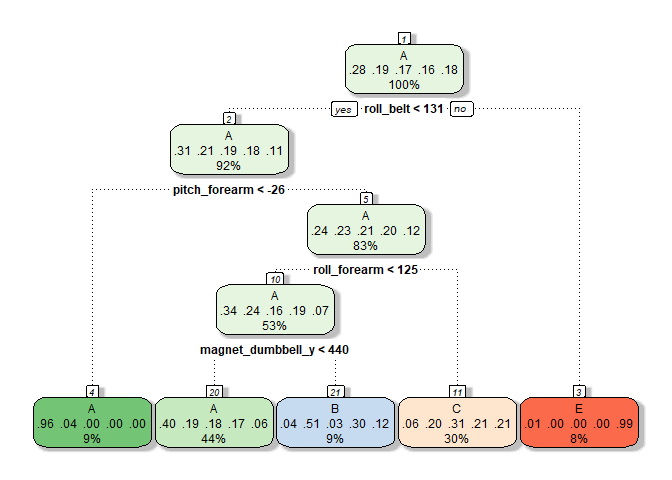 1
A
.28 .19 .17 .16 .18
100%
yes roll_belt < 131 no
2
A
.31 .21 .19 .18 .11
92%
pitch_forearm < -26
5
A
.24 .23 .21 .20 .12
83%
roll_forearm < 125
10
A
.34 .24 .16 .19 .07
53%
magnet_dumbbell_y < 440
4
A
.96 .04 .00 .00 .00
9%
20
A
.40 .19 .18 .17 .06
44%
21
B
.04 .51 .03 .30 .12
9%
11
C
.06 .20 .31 .21 .21
30%
3
E
.01 .00 .00 .00 .99
8%